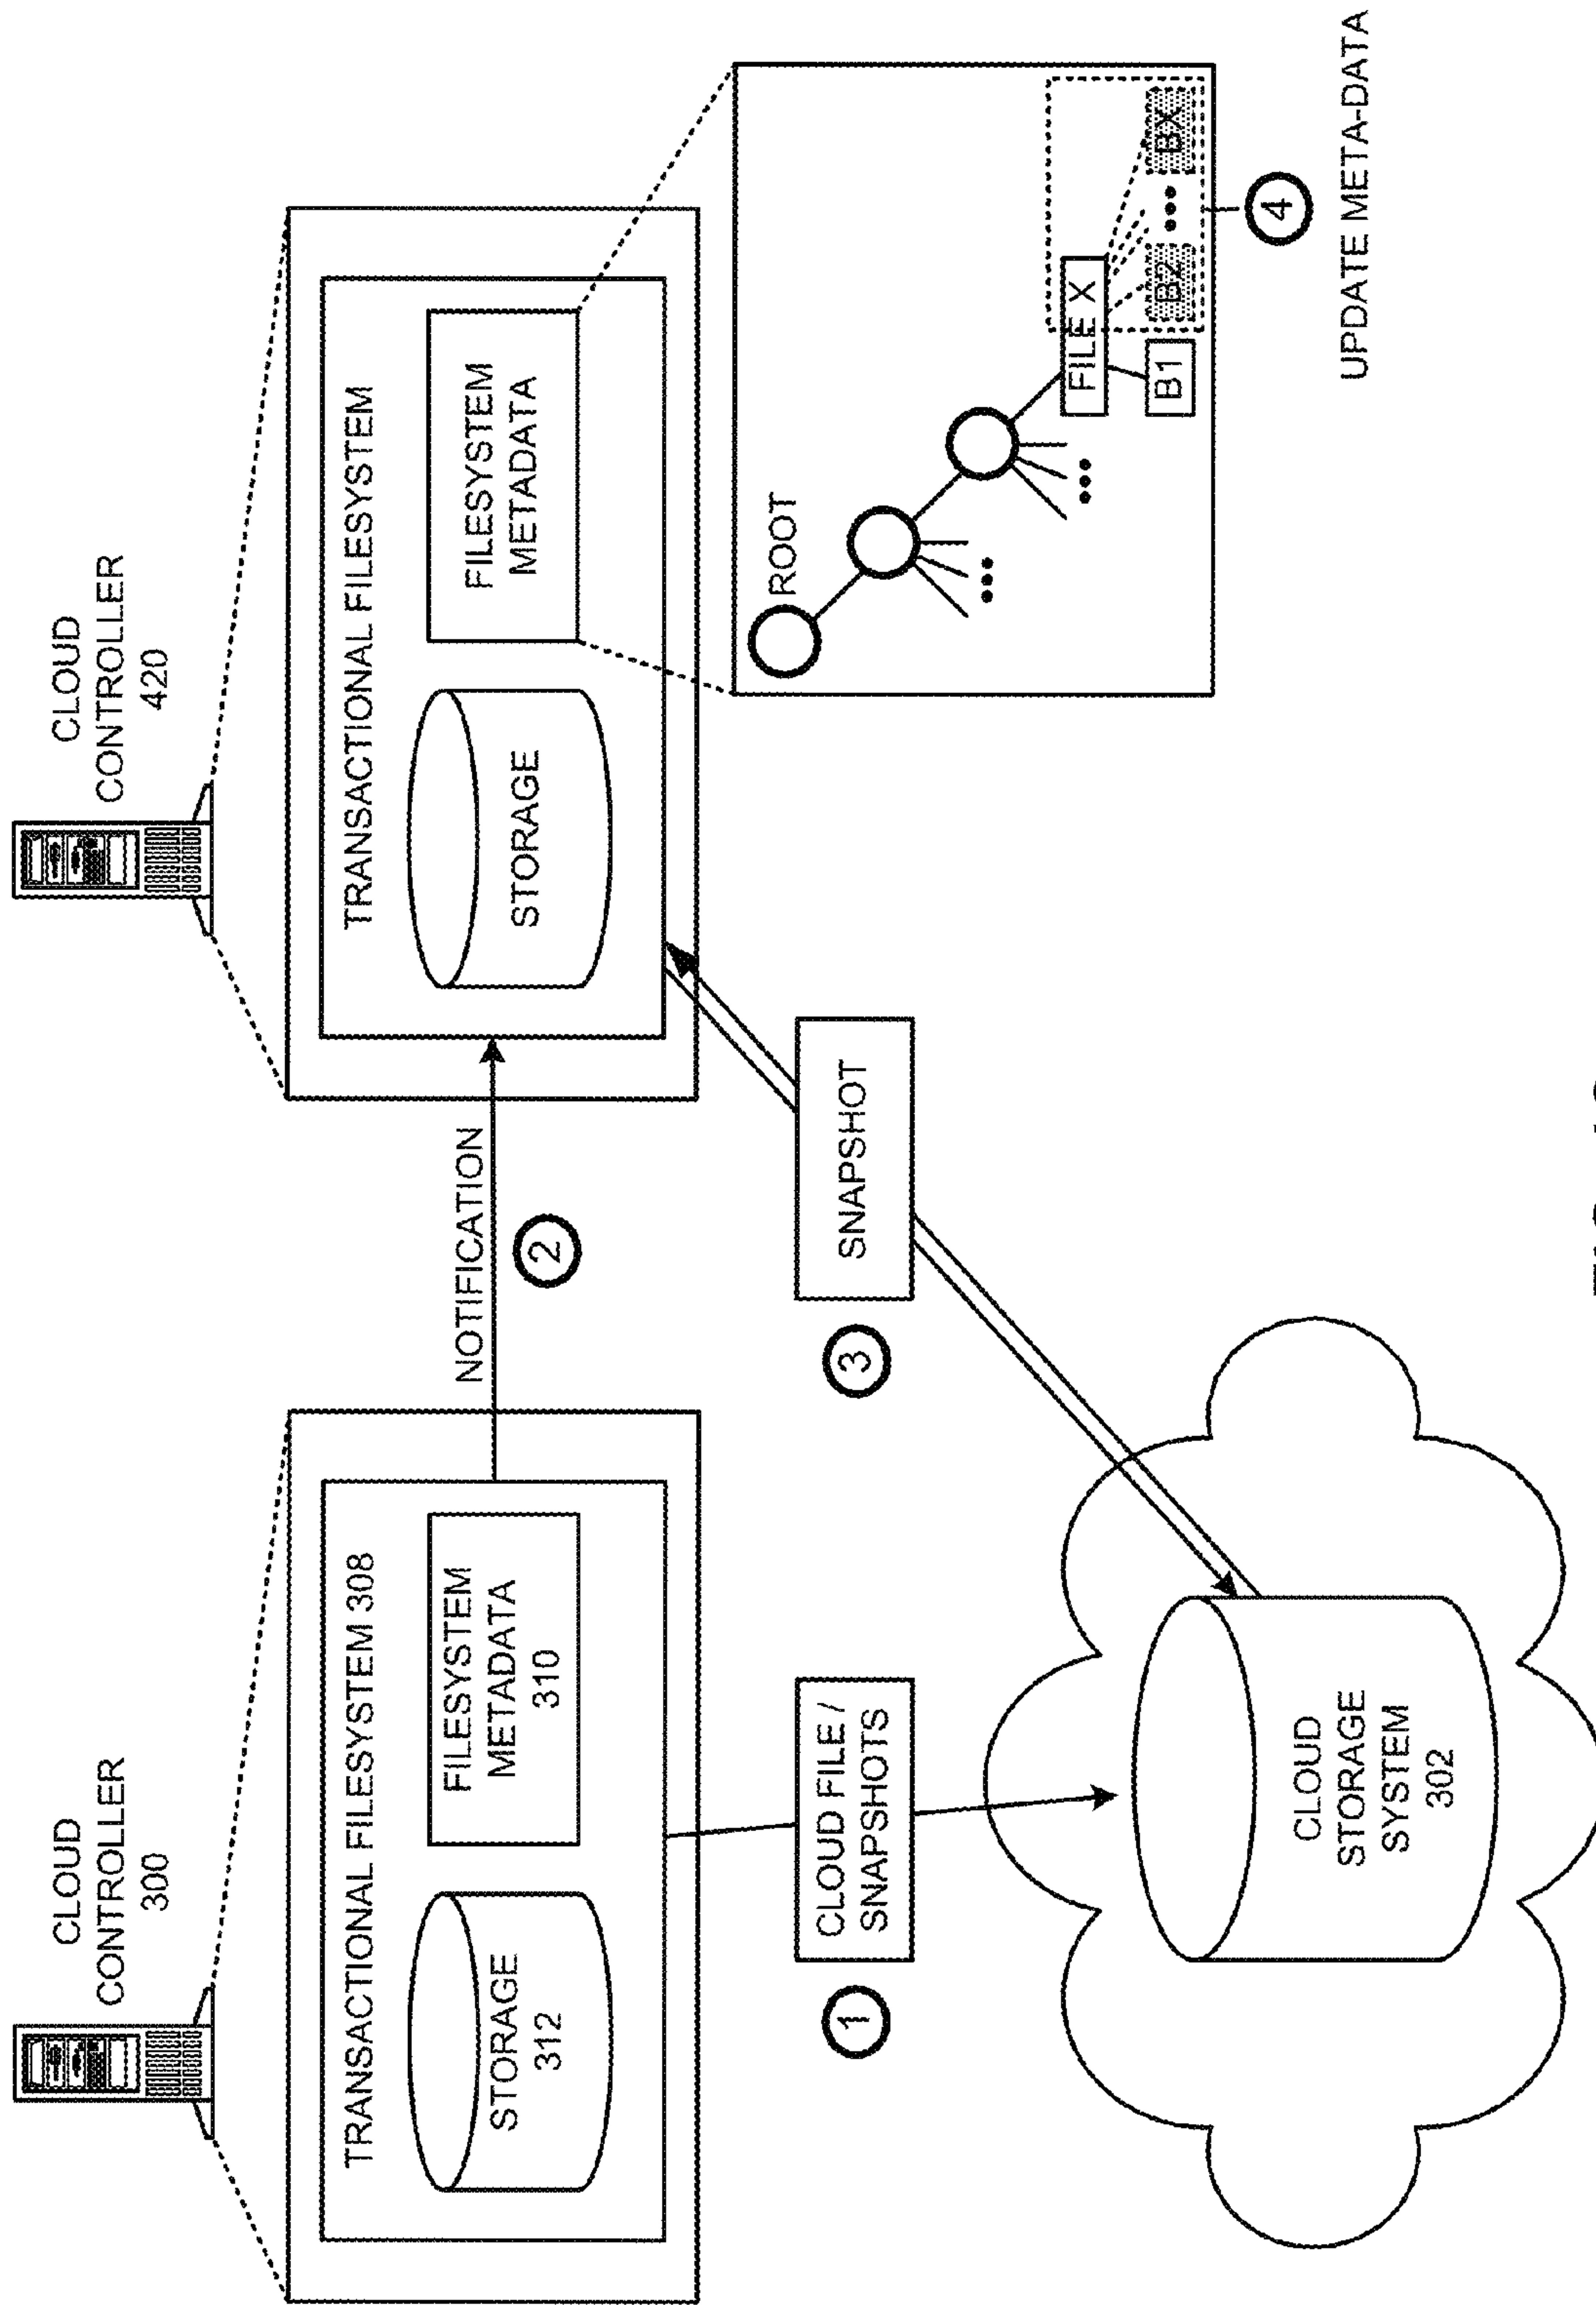 CLOUD
CONTROLLER
300
TRANSACTIONAL FILESYSTEM 308
STORAGE
312
FILESYSTEM
METADATA
310
NOTIFICATION
2
CLOUD
CONTROLLER
420
TRANSACTIONAL FILESYSTEM
STORAGE
FILESYSTEM
METADATA
1
CLOUD FILE /
SNAPSHOTS
3
SNAPSHOT
CLOUD
STORAGE
SYSTEM
302
ROOT
FILE X
B1
B2
BX
4
UPDATE META-DATA